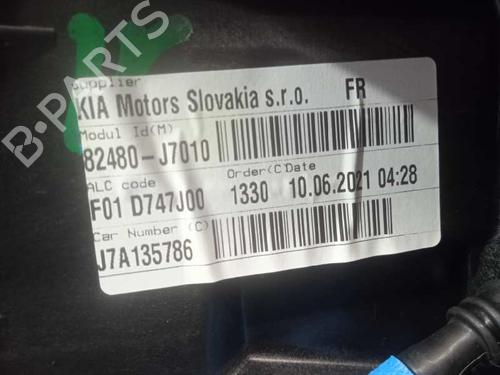 B-PARTS
Supplier
KIA Motors Slovakia s.r.o. FR
Modul Id(M)
82480-J7010
ALC code Order(C Date
F01 D747J00 1330 10.06.2021 04:28
Car Number (C)
J7A135786